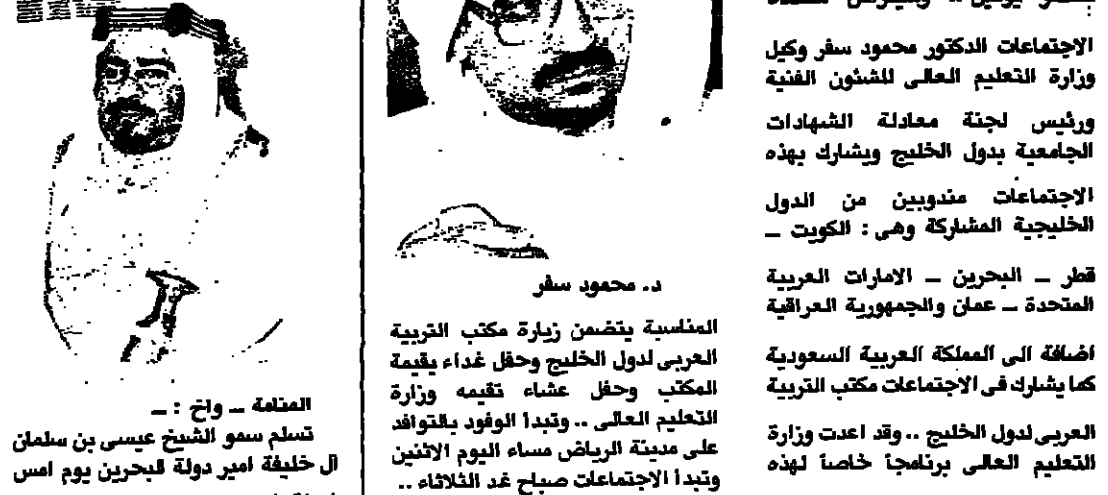 الاجتماعات الدكتور محمود سفر وكيل
وزارة التعليم العالى للشئون الفنية
ورئيس لجنة معادلة الشهادات
الجامعية بدول الخليج ويشارك بهذه
الاجتماعات مندوبين من الدول
الخليجية المشاركة وهى : الكويت ـ
قطر ـ البحرين ـ الامارات العربية
المتحدة ـ عمان والجمهورية العراقية
اضافة الى المملكة العربية السعودية
كما يشارك فى الاجتماعات مكتب التربية
العربى لدول الخليج .. وقد اعدت وزارة
التعليم العالى برنامجاً خاصاً لهذه
د. محمود سفر
المناسبة يتضمن زيارة مكتب التربية
العربى لدول الخليج وحفل غداء يقيمة
المكتب وحفل عشاء تقيمه وزارة
التعليم العالى .. وتبدأ الوفود بالتوافد
على مدينة الرياض مساء اليوم الاثنين
وتبدأ الاجتماعات صباح غد الثلاثاء ..
المنامة ـ واخ : ـ
تسلم سمو الشيخ عيسى بن سلمان
آل خليفة امير دولة البحرين يوم امس